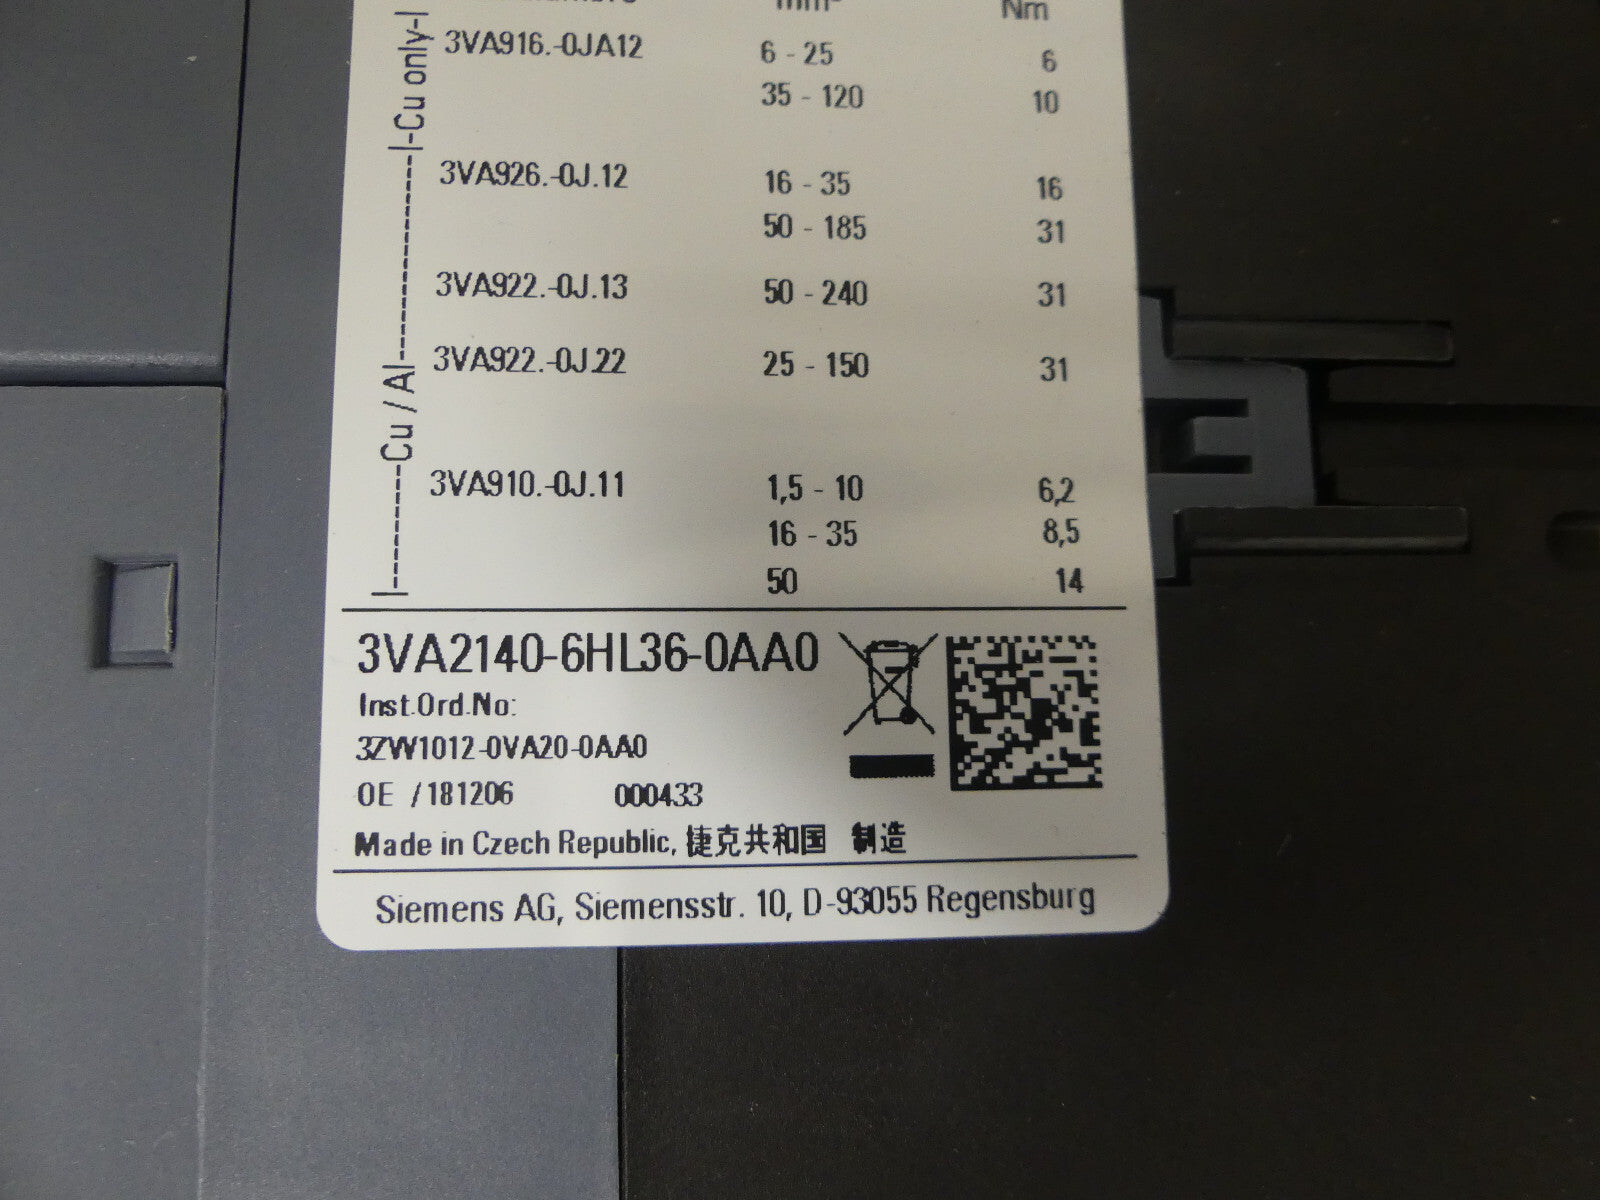 mm²
Nm
|-Cu only-|
3VA916.-0JA12 6 - 25 6
35 - 120 10
3VA926.-0J.12 16 - 35 16
50 - 185 31
3VA922.-0J.13 50 - 240 31
3VA922.-0J.22 25 - 150 31
|-------Cu / Al---------------|
3VA910.-0J.11 1,5 - 10 6,2
16 - 35 8,5
50 14
3VA2140-6HL36-0AA0
Inst.Ord.No:
3ZW1012-0VA20-0AA0
OE /181206 000433
Made in Czech Republic, 捷克共和国 制造
Siemens AG, Siemensstr. 10, D-93055 Regensburg